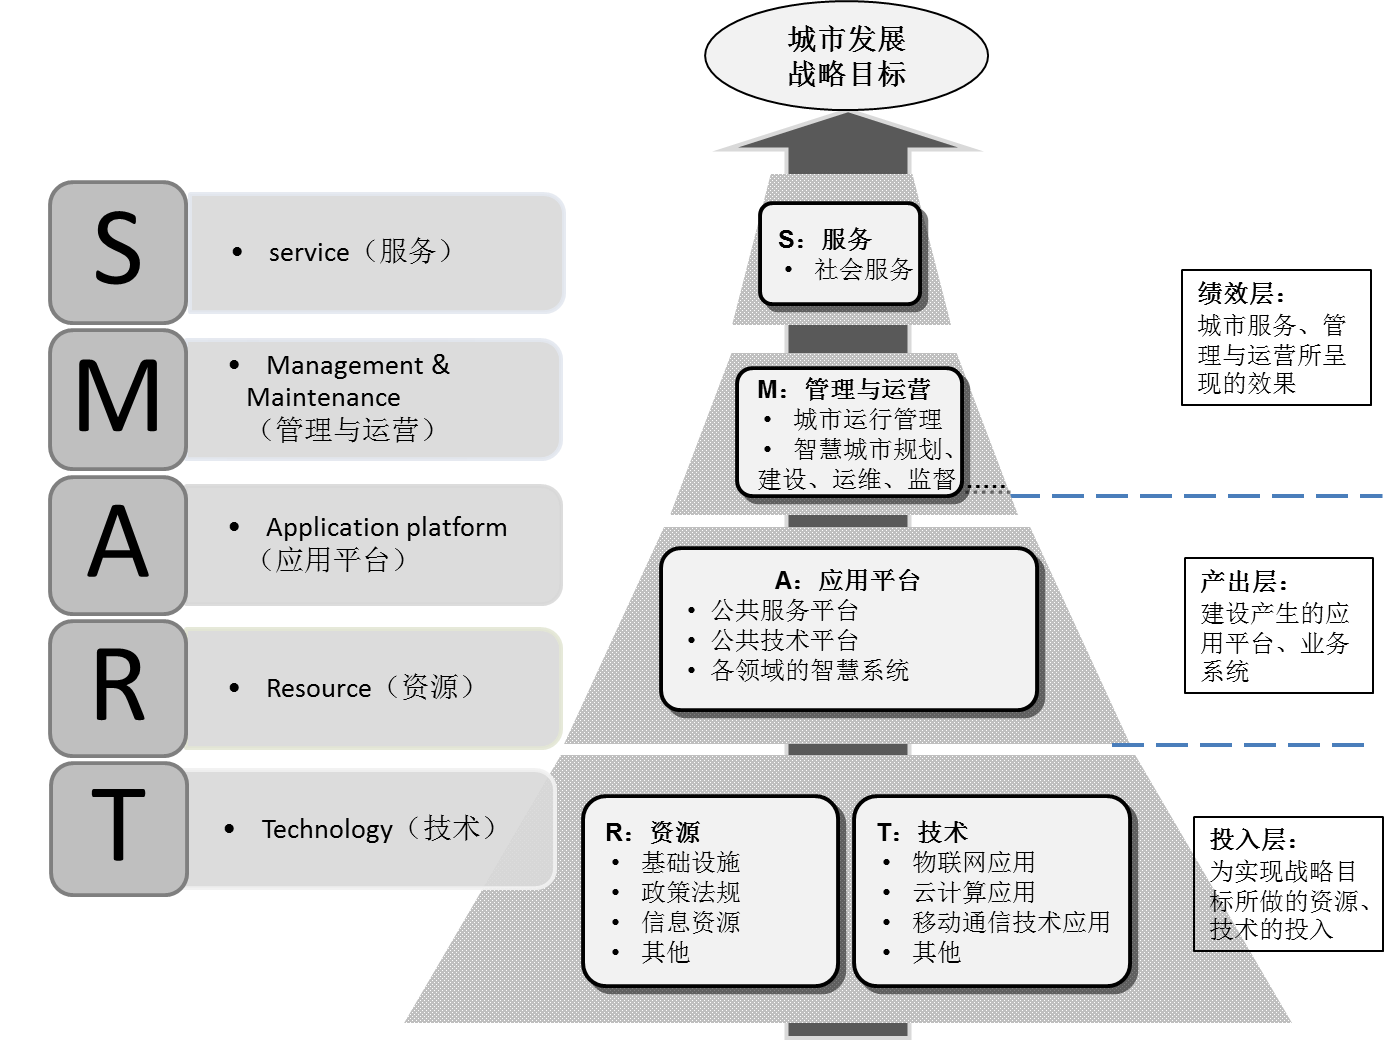 城市发展
战略目标
S
• service（服务）
M
• Management &
Maintenance
（管理与运营）
A
• Application platform
（应用平台）
R
• Resource（资源）
T
• Technology（技术）
S：服务
• 社会服务
M：管理与运营
• 城市运行管理
• 智慧城市规划、
建设、运维、监督
......
A：应用平台
• 公共服务平台
• 公共技术平台
• 各领域的智慧系统
R：资源
• 基础设施
• 政策法规
• 信息资源
• 其他
T：技术
• 物联网应用
• 云计算应用
• 移动通信技术应用
• 其他
绩效层：
城市服务、管
理与运营所呈
现的效果
产出层：
建设产生的应
用平台、业务
系统
投入层：
为实现战略目
标所做的资源、
技术的投入